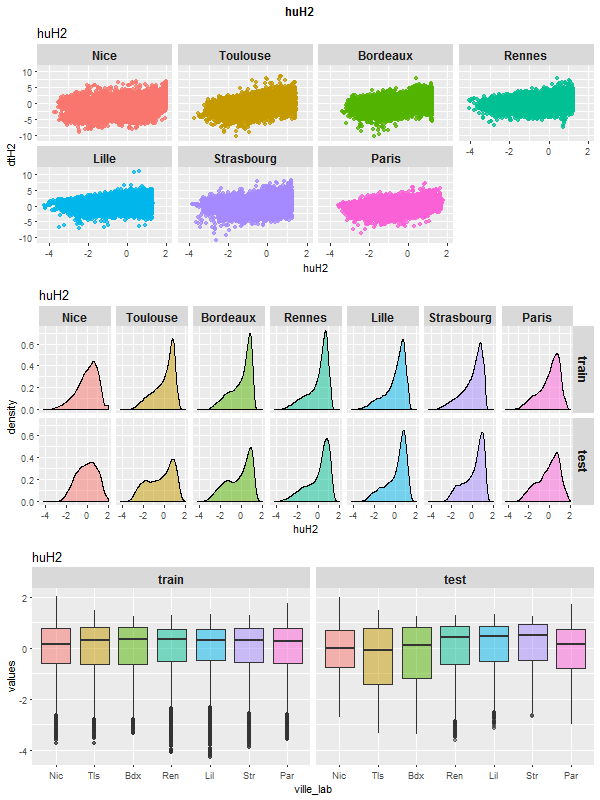 huH2
huH2
Nice Toulouse Bordeaux Rennes
10
5
0
-5
-10
dtH2
-4 -2 0 2
Lille Strasbourg Paris
10
5
0
-5
-10
-4 -2 0 2 -4 -2 0 2 -4 -2 0 2
huH2
huH2
Nice Toulouse Bordeaux Rennes Lille Strasbourg Paris
0.6
0.4
0.2
0.0
train
density
0.6
0.4
0.2
0.0
test
-4 -2 0 2 -4 -2 0 2 -4 -2 0 2 -4 -2 0 2 -4 -2 0 2 -4 -2 0 2 -4 -2 0 2
huH2
huH2
train test
2
0
values
-2
-4
Nic Tls Bdx Ren Lil Str Par Nic Tls Bdx Ren Lil Str Par
ville_lab